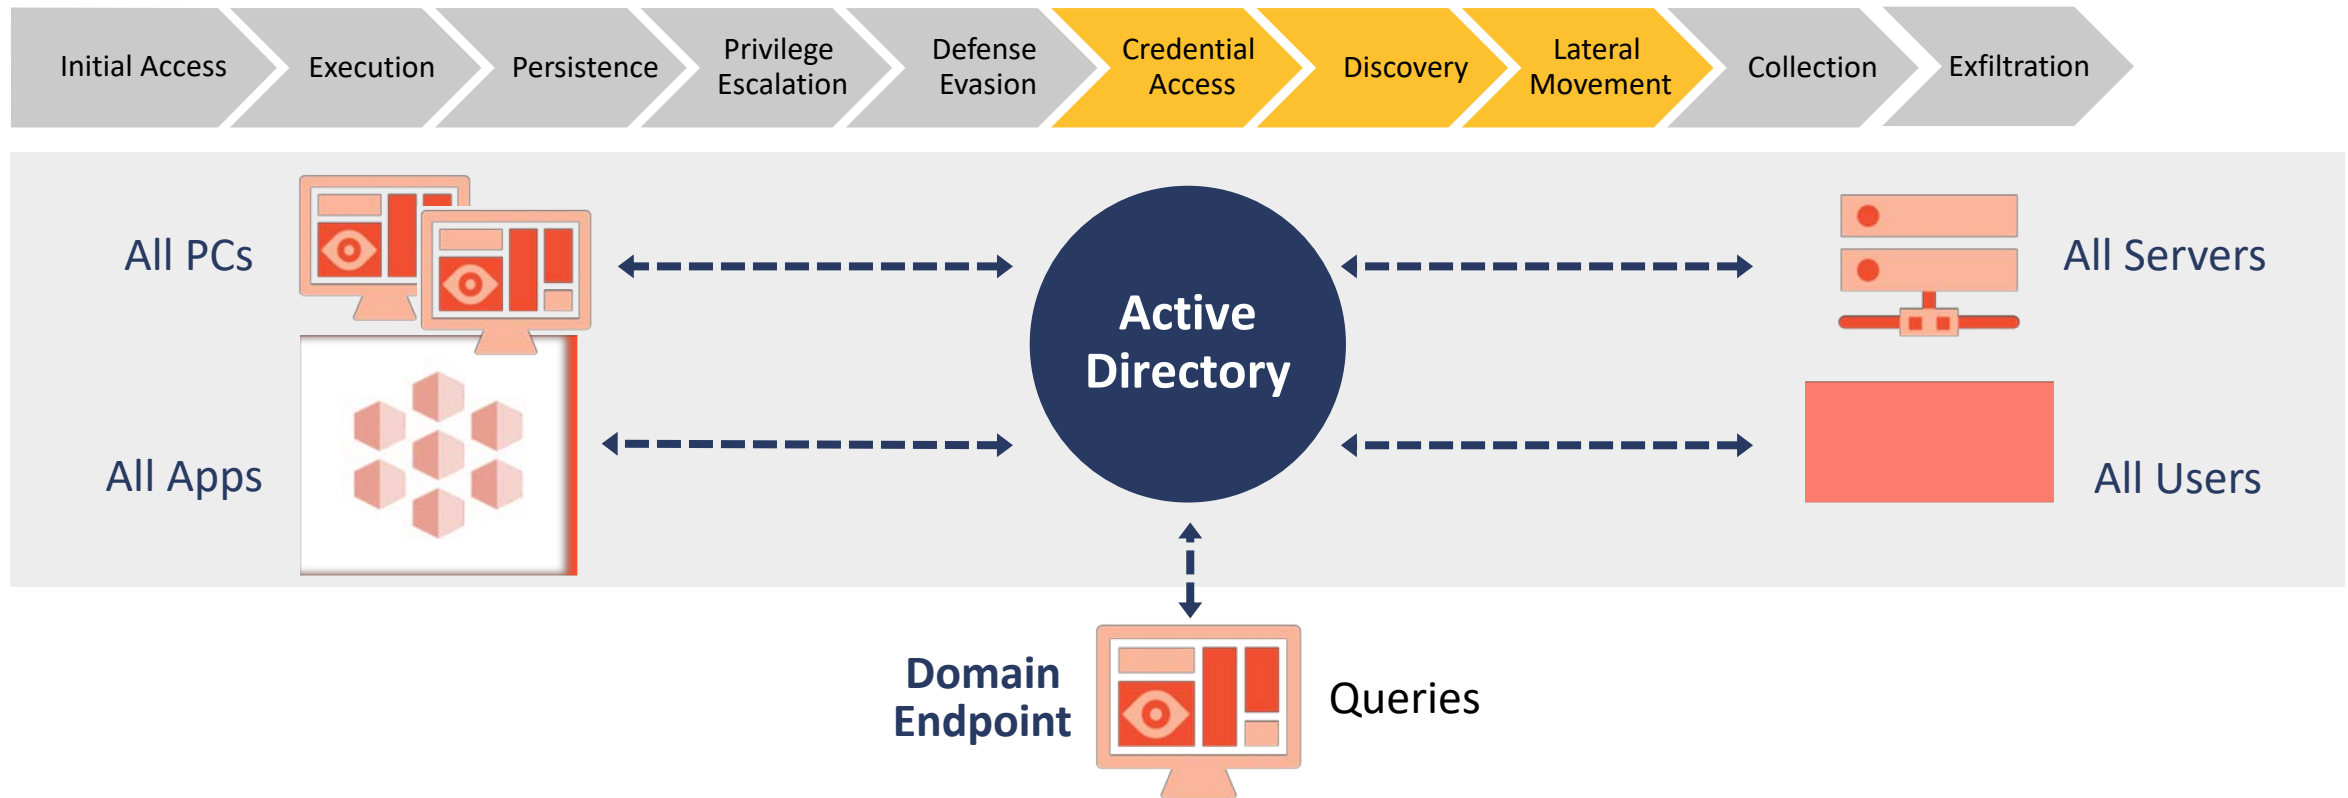 Initial Access
Execution
Persistence
Privilege
Escalation
Defense
Evasion
Credential
Access
Discovery
Lateral
Movement
Collection
Exfiltration
All PCs
All Apps
Active
Directory
All Servers
All Users
Domain
Endpoint
Queries